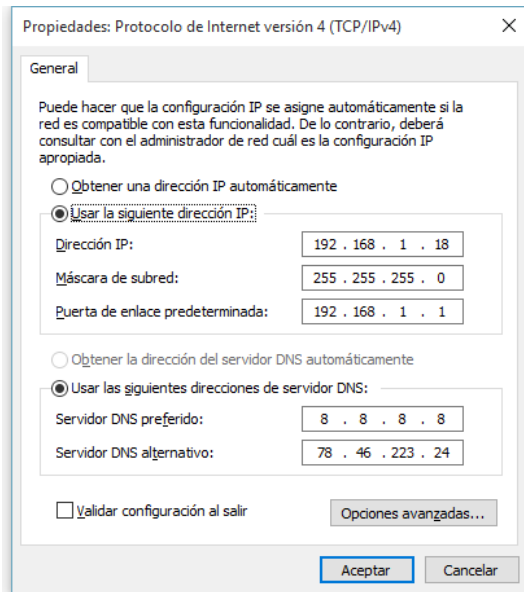 Propiedades: Protocolo de Internet versión 4 (TCP/IPv4)
General
Puede hacer que la configuración IP se asigne automáticamente si la
red es compatible con esta funcionalidad. De lo contrario, deberá
consultar con el administrador de red cuál es la configuración IP
apropiada.
Obtener una dirección IP automáticamente
Usar la siguiente dirección IP:
Dirección IP: 192 . 168 . 1 . 18
Máscara de subred: 255 . 255 . 255 . 0
Puerta de enlace predeterminada: 192 . 168 . 1 . 1
Obtener la dirección del servidor DNS automáticamente
Usar las siguientes direcciones de servidor DNS:
Servidor DNS preferido: 8 . 8 . 8 . 8
Servidor DNS alternativo: 78 . 46 . 223 . 24
Validar configuración al salir
Opciones avanzadas...
Aceptar Cancelar